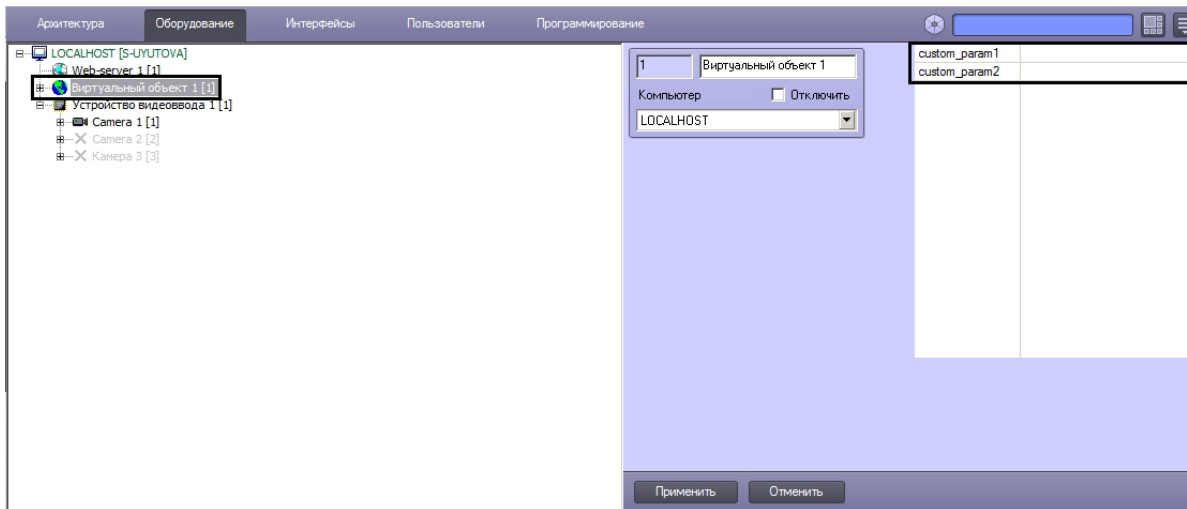 Архитектура Оборудование Интерфейсы Пользователи Программирование
LOCALHOST [S-UYUTOVA]
Web-server 1 [1]
Виртуальный объект 1 [1]
Устройство видеоввода 1 [1]
Camera 1 [1]
Camera 2 [2]
Камера 3 [3]
1 Виртуальный объект 1
Компьютер Отключить
LOCALHOST
custom_param1
custom_param2
Применить Отменить